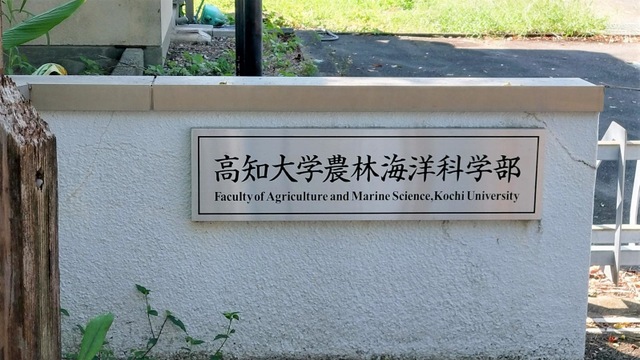 高知大学農林海洋科学部
Faculty of Agriculture and Marine Science,Kochi University